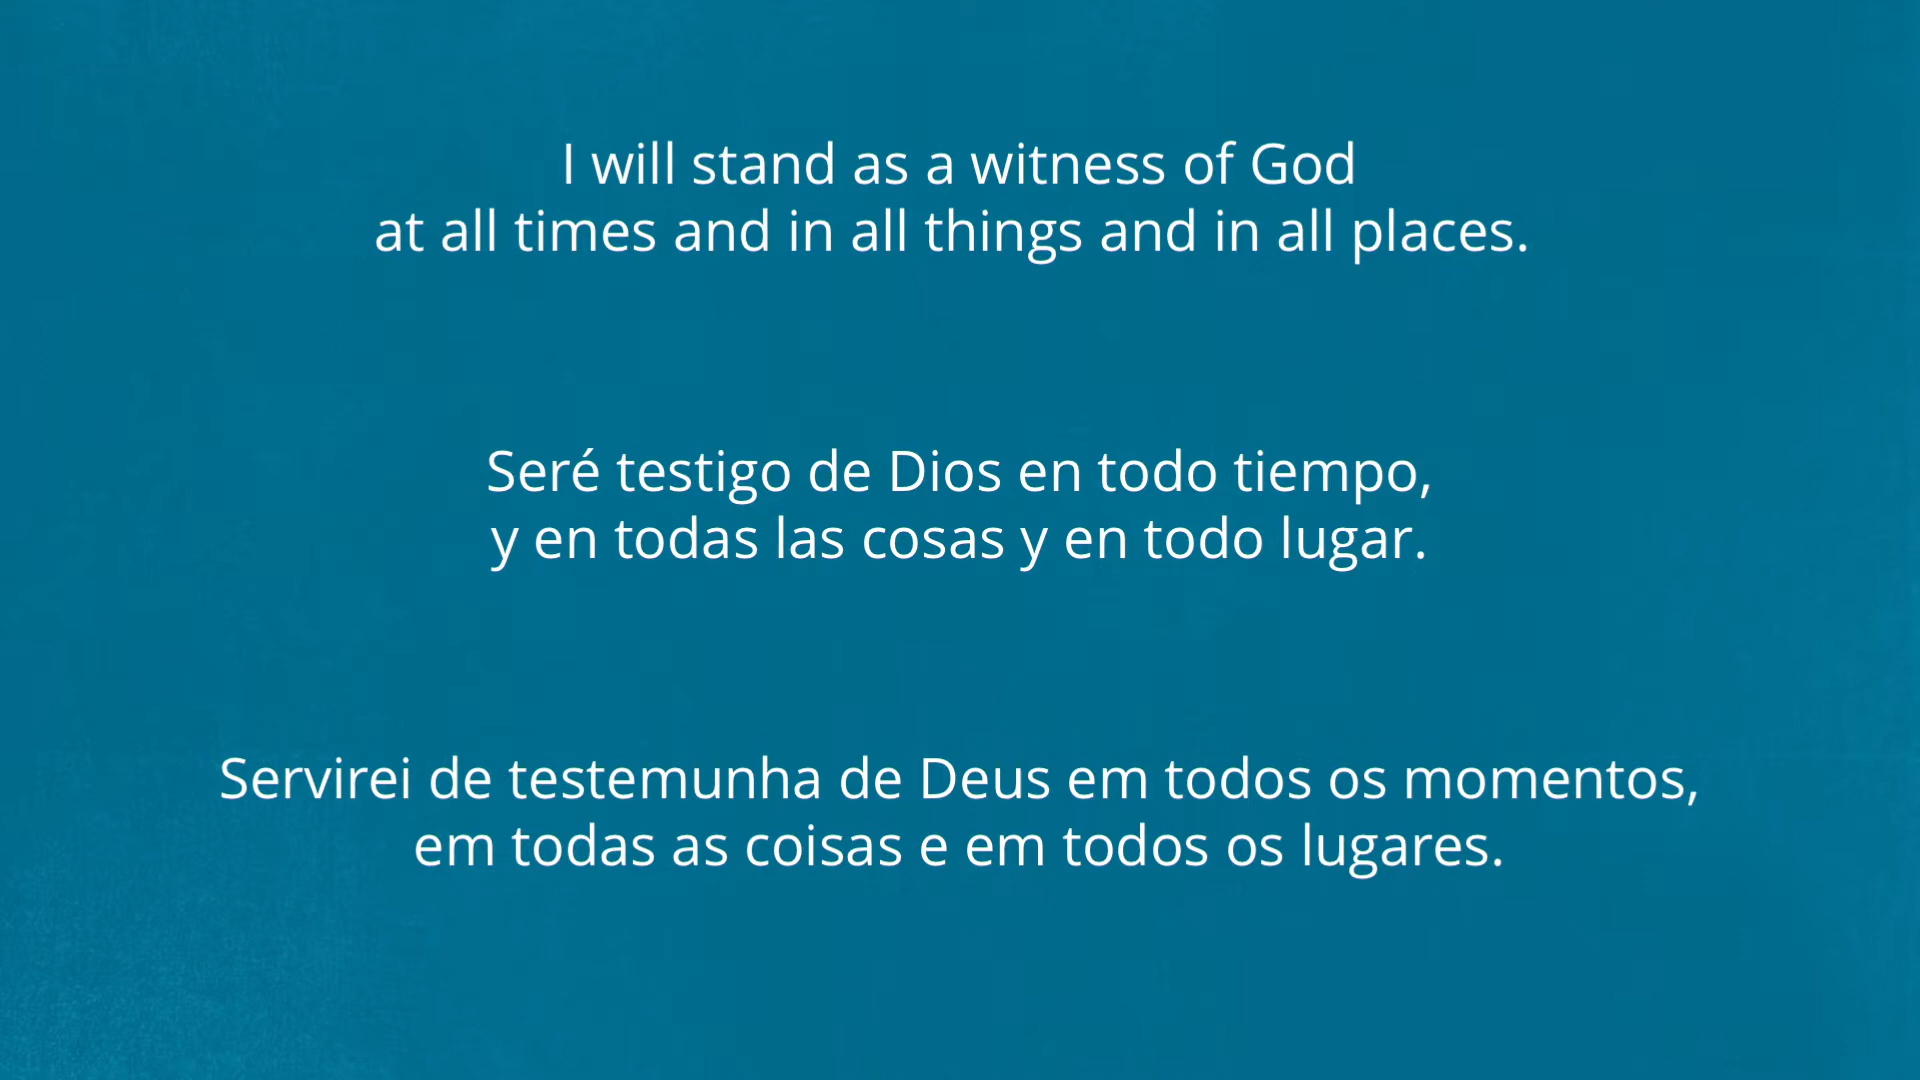 I will stand as a witness of God
at all times and in all things and in all places.
Seré testigo de Dios en todo tiempo,
y en todas las cosas y en todo lugar.
Servirei de testemunha de Deus em todos os momentos,
em todas as coisas e em todos os lugares.